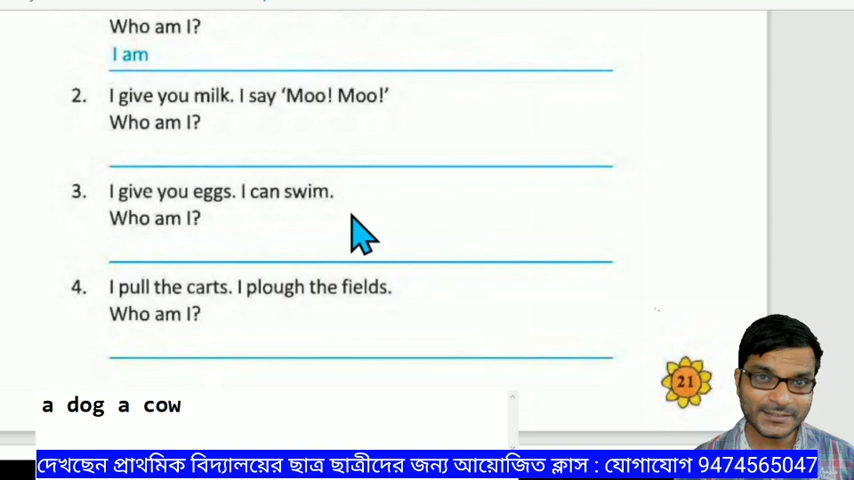 Who am I?
I am
2. I give you milk. I say ‘Moo! Moo!’
Who am I?
3. I give you eggs. I can swim.
Who am I?
4. I pull the carts. I plough the fields.
Who am I?
21
a dog a cow
দেখছেন প্রাথমিক বিদ্যালয়ের ছাত্র ছাত্রীদের জন্য আয়োজিত ক্লাস : যোগাযোগ 9474565047